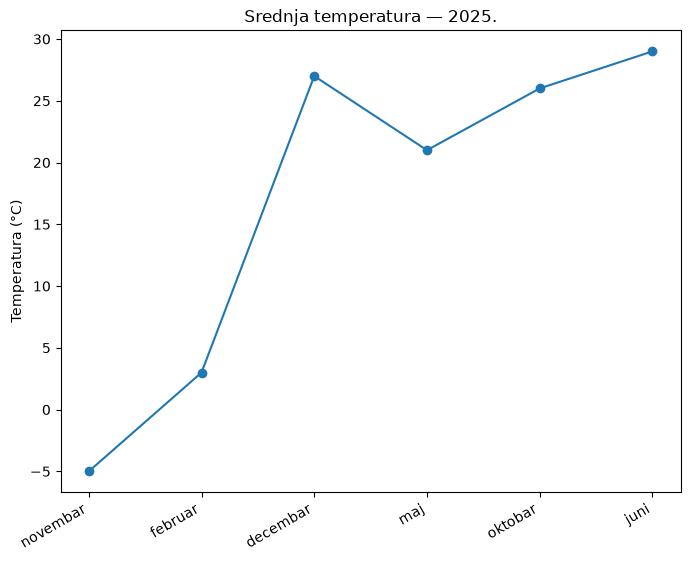 Srednja temperatura — 2025.
Temperatura (°C)
30
25
20
15
10
5
0
−5
novembar
februar
decembar
maj
oktobar
juni